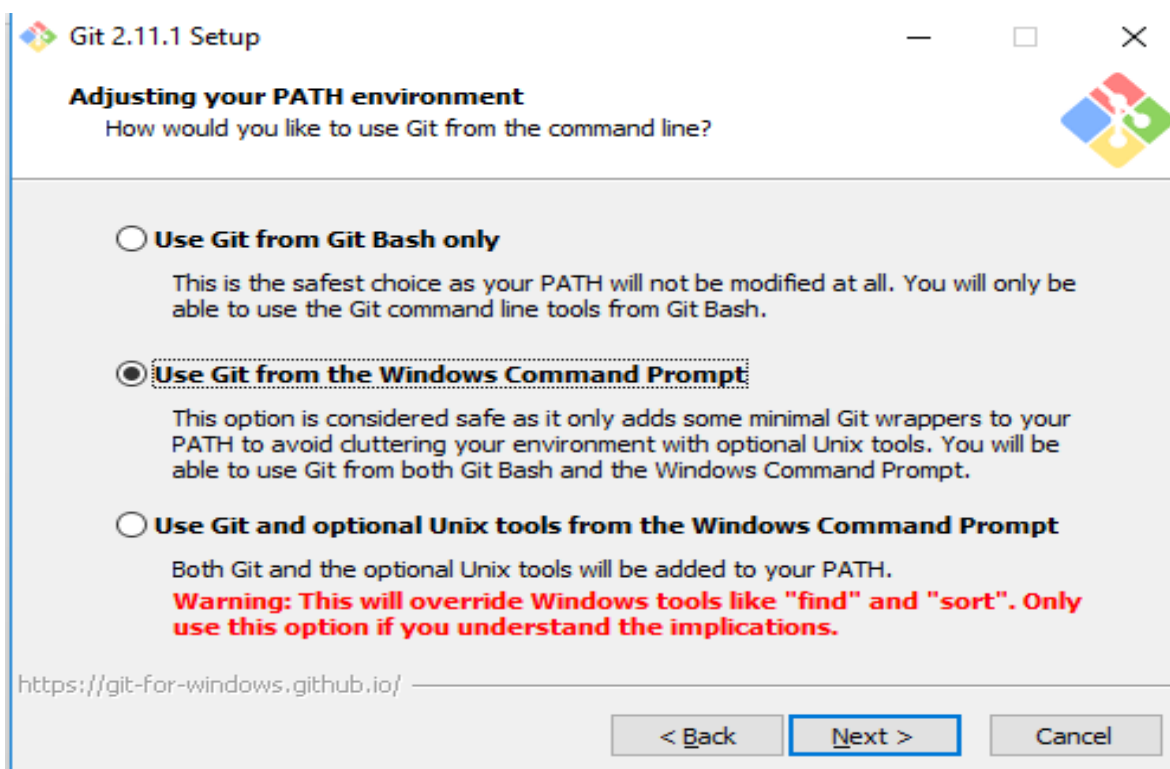 Git 2.11.1 Setup
Adjusting your PATH environment
How would you like to use Git from the command line?
Use Git from Git Bash only
This is the safest choice as your PATH will not be modified at all. You will only be
able to use the Git command line tools from Git Bash.
Use Git from the Windows Command Prompt
This option is considered safe as it only adds some minimal Git wrappers to your
PATH to avoid cluttering your environment with optional Unix tools. You will be
able to use Git from both Git Bash and the Windows Command Prompt.
Use Git and optional Unix tools from the Windows Command Prompt
Both Git and the optional Unix tools will be added to your PATH.
Warning: This will override Windows tools like "find" and "sort". Only
use this option if you understand the implications.
https://git-for-windows.github.io/
< Back Next > Cancel